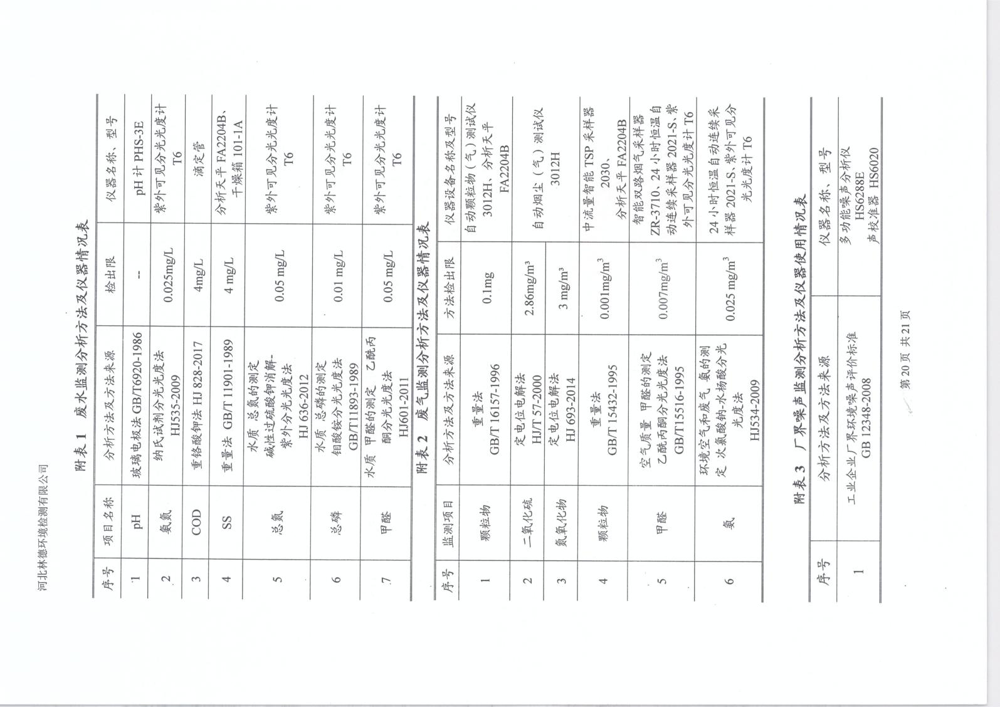 河北林德环境检测有限公司
附表 1 废水监测分析方法及仪器情况表
序号 项目名称 分析方法及方法来源 检出限 仪器名称、型号
1 pH 玻璃电极法 GB/T6920-1986 -- pH 计 PHS-3E
2 氨氮 纳氏试剂分光光度法 0.025mg/L 紫外可见分光光度计
HJ535-2009 T6
3 COD 重铬酸钾法 HJ 828-2017 4mg/L 滴定管
4 SS 重量法 GB/T 11901-1989 4 mg/L 分析天平 FA2204B、
干燥箱 101-1A
5 总氮 水质 总氮的测定 0.05 mg/L 紫外可见分光光度计
碱性过硫酸钾消解- T6
紫外分光光度法
HJ 636-2012
6 总磷 水质 总磷的测定 0.01 mg/L 紫外可见分光光度计
钼酸铵分光光度法 T6
GB/T11893-1989
7 甲醛 水质 甲醛的测定 乙酰丙 0.05 mg/L 紫外可见分光光度计
酮分光光度法 T6
HJ601-2011
附表 2 废气监测分析方法及仪器情况表
序号 监测项目 分析方法及方法来源 方法检出限 仪器设备名称及型号
1 颗粒物 重量法 0.1mg 自动颗粒物（气）测试仪
GB/T 16157-1996 3012H、分析天平
FA2204B
2 二氧化硫 定电位电解法 2.86mg/m³ 自动烟尘（气）测试仪
HJ/T 57-2000 3012H
3 氮氧化物 定电位电解法 3 mg/m³
HJ 693-2014
4 颗粒物 重量法 0.001mg/m³ 中流量智能 TSP 采样器
GB/T 15432-1995 2030、
分析天平 FA2204B
5 甲醛 空气质量 甲醛的测定 0.007mg/m³ 智能双路烟气采样器
乙酰丙酮分光光度法 ZR-3710、24 小时恒温自
GB/T15516-1995 动连续采样器 2021-S、紫
外可见分光光度计 T6
6 氨 环境空气和废气 氨的测 0.025 mg/m³ 24 小时恒温自动连续采
定 次氯酸钠-水杨酸分光 样器 2021-S、紫外可见分
光度法 光光度计 T6
HJ534-2009
附表 3 厂界噪声监测分析方法及仪器使用情况表
序号 分析方法及方法来源 仪器名称、型号
1 工业企业厂界环境噪声评价标准 多功能噪声分析仪
GB 12348-2008 HS6288E
声校准器 HS6020
第 20 页 共 21 页